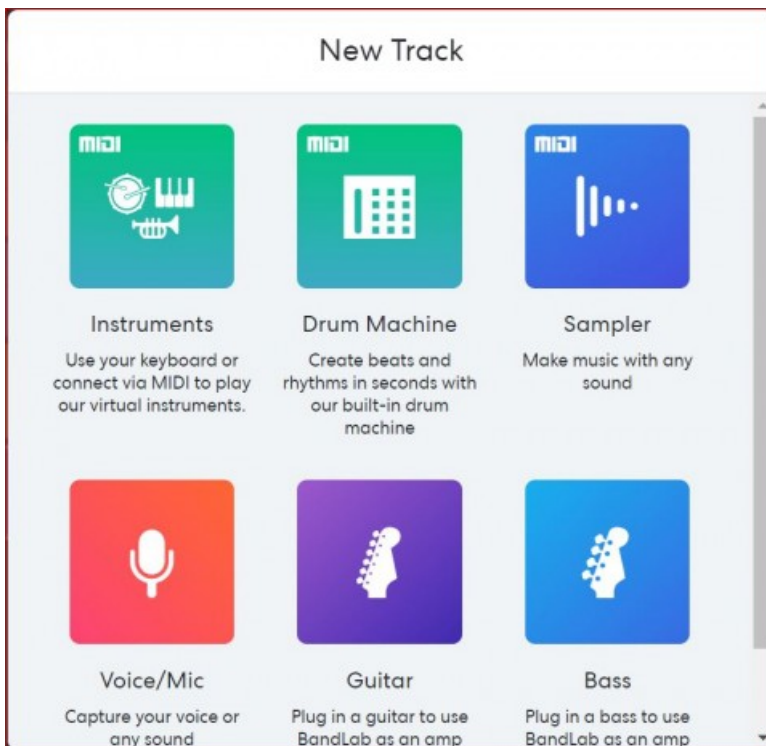 New Track
MIDI
MIDI
MIDI
Instruments
Use your keyboard or
connect via MIDI to play
our virtual instruments.
Drum Machine
Create beats and
rhythms in seconds with
our built-in drum
machine
Sampler
Make music with any
sound
Voice/Mic
Capture your voice or
any sound
Guitar
Plug in a guitar to use
BandLab as an amp
Bass
Plug in a bass to use
BandLab as an amp